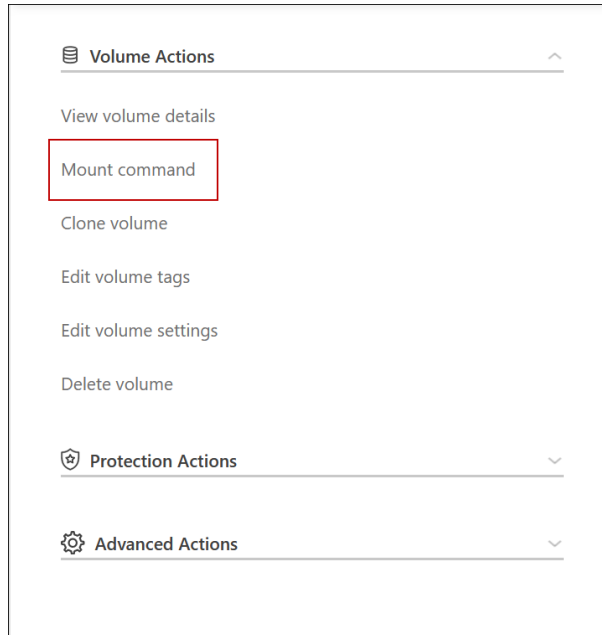 Volume Actions
View volume details
Mount command
Clone volume
Edit volume tags
Edit volume settings
Delete volume
Protection Actions
Advanced Actions